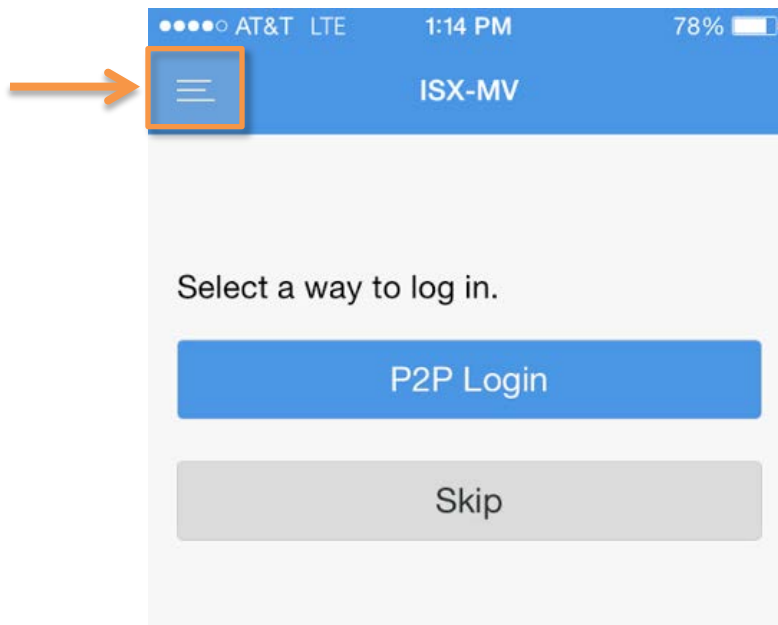 AT&T LTE 1:14 PM 78%
ISX-MV
Select a way to log in.
P2P Login
Skip